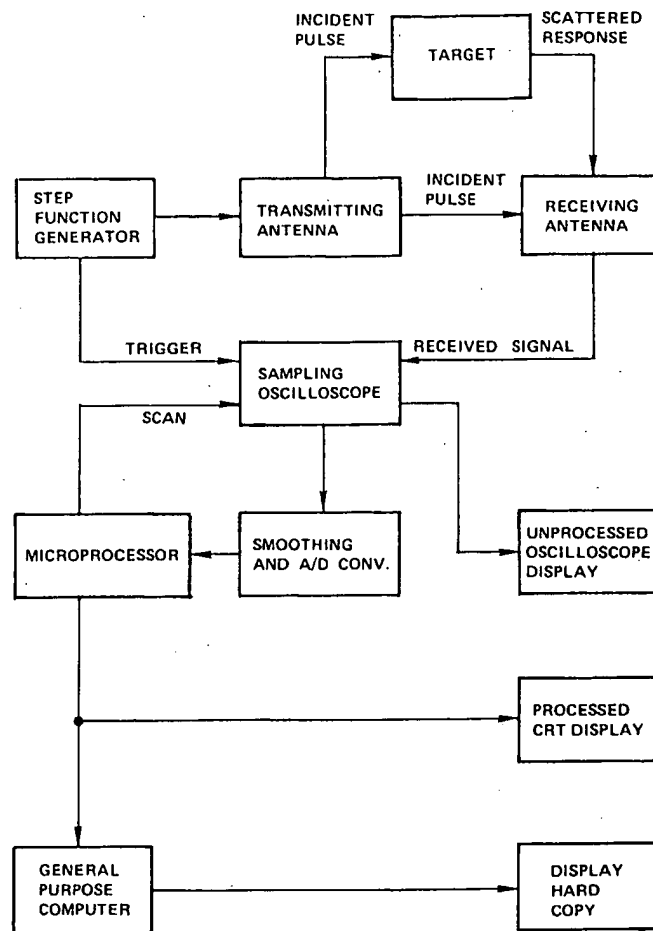 INCIDENT
PULSE
SCATTERED
RESPONSE
TARGET
STEP
FUNCTION
GENERATOR
TRANSMITTING
ANTENNA
INCIDENT
PULSE
RECEIVING
ANTENNA
TRIGGER
RECEIVED SIGNAL
SAMPLING
OSCILLOSCOPE
SCAN
MICROPROCESSOR
SMOOTHING
AND A/D CONV.
UNPROCESSED
OSCILLOSCOPE
DISPLAY
PROCESSED
CRT DISPLAY
GENERAL
PURPOSE
COMPUTER
DISPLAY
HARD
COPY